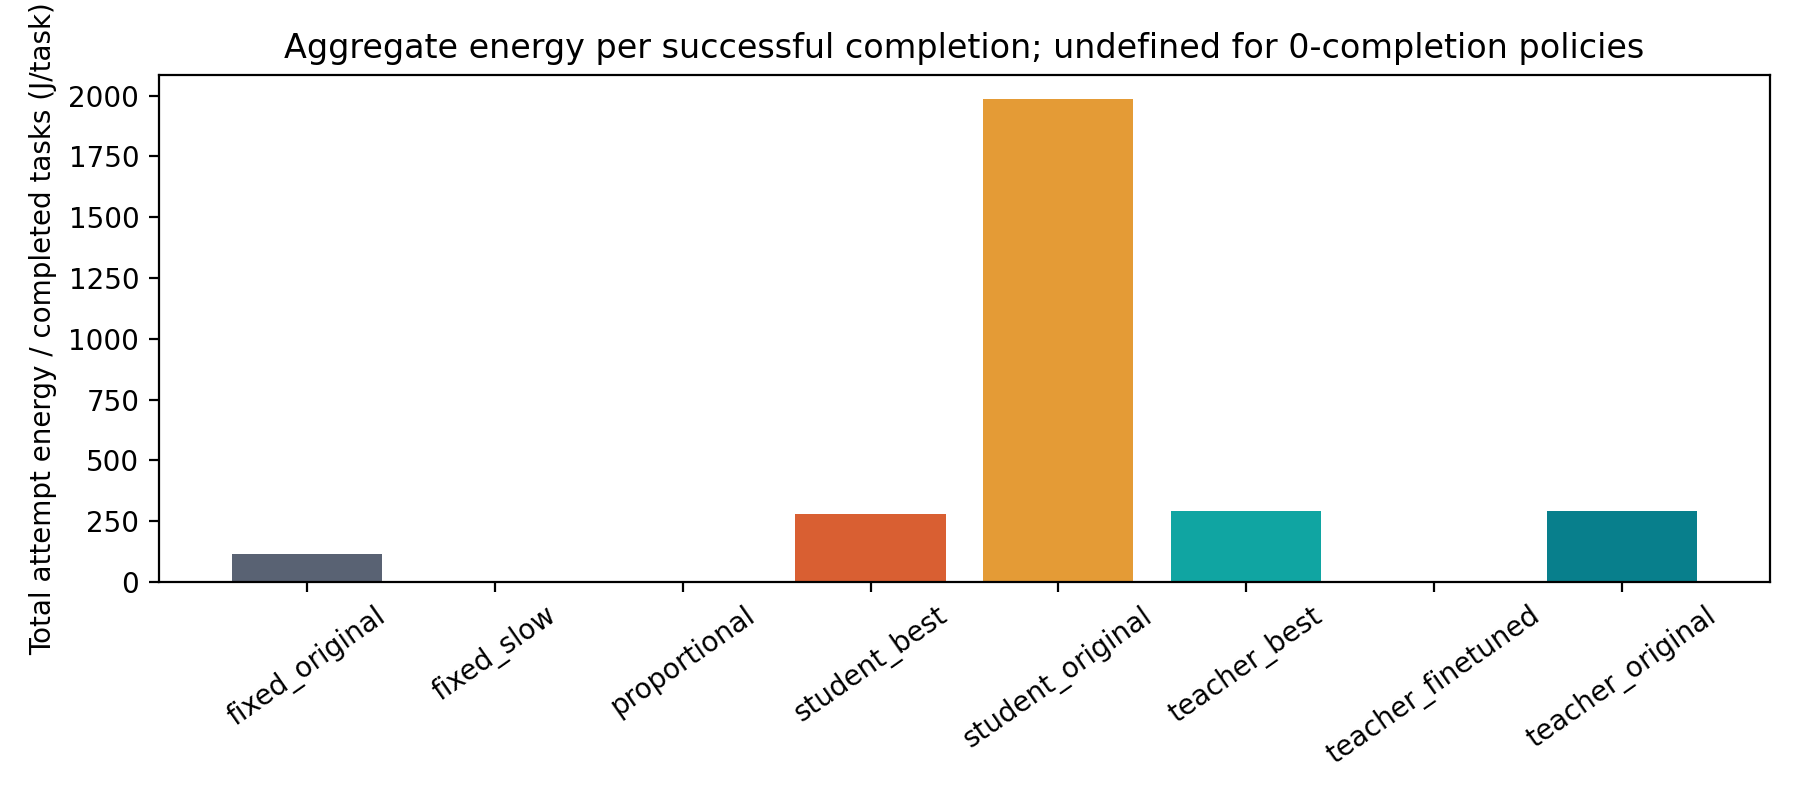 Aggregate energy per successful completion; undefined for 0-completion policies
Total attempt energy / completed tasks (J/task)
2000
1750
1500
1250
1000
750
500
250
0
fixed_original
fixed_slow
proportional
student_best
student_original
teacher_best
teacher_finetuned
teacher_original